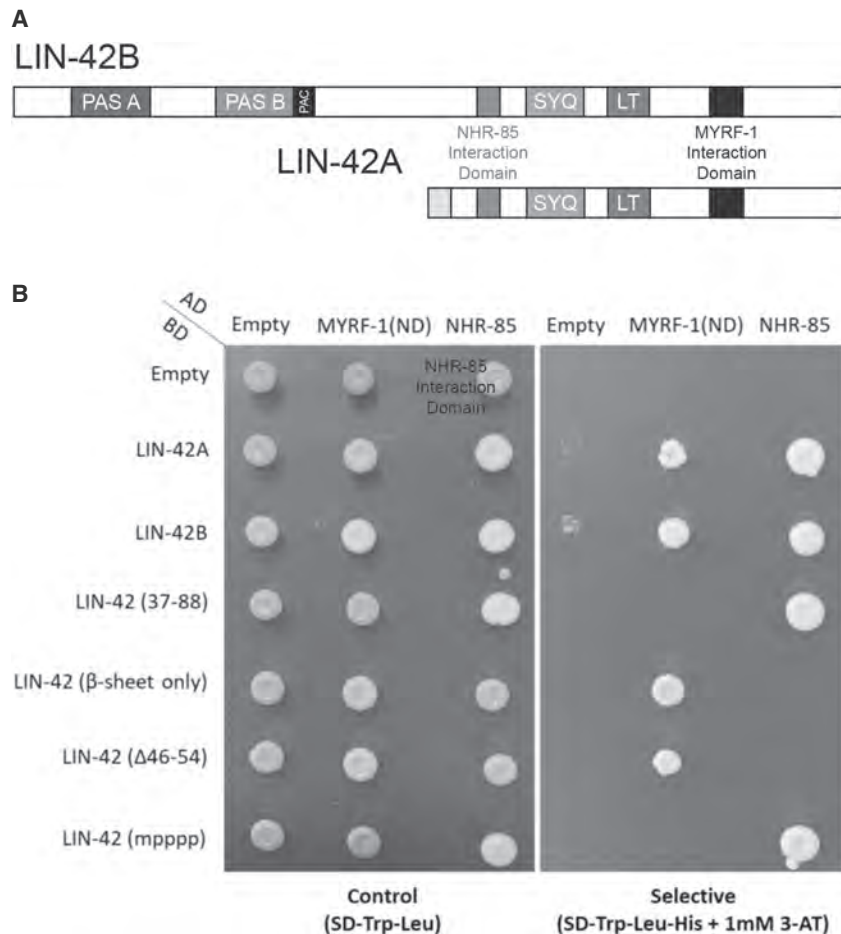 A
LIN-42B
PAS A PAS B PAC SYQ LT
NHR-85
Interaction
Domain
MYRF-1
Interaction
Domain
LIN-42A
SYQ LT
B
AD
BD
Empty MYRF-1(ND) NHR-85 Empty MYRF-1(ND) NHR-85
NHR-85
Interaction
Domain
Empty
LIN-42A
LIN-42B
LIN-42 (37-88)
LIN-42 (β-sheet only)
LIN-42 (Δ46-54)
LIN-42 (mpppp)
Control
(SD-Trp-Leu)
Selective
(SD-Trp-Leu-His + 1mM 3-AT)